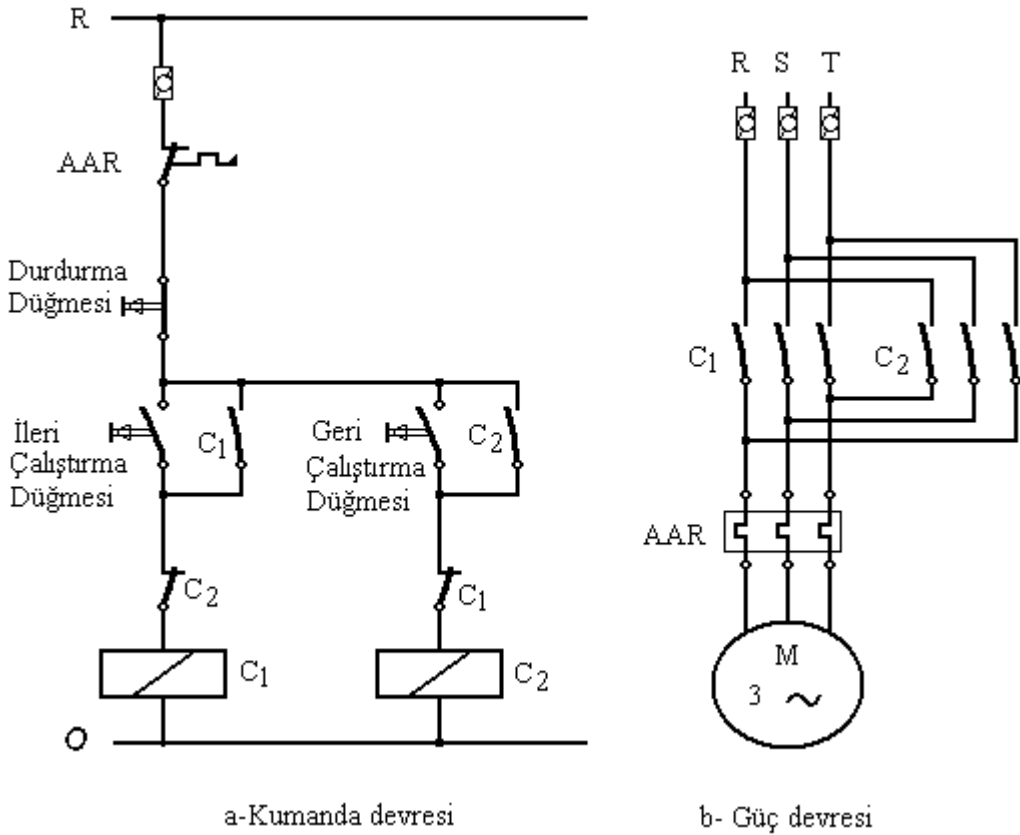 R
AAR
Durdurma
Düğmesi
İleri
Çalıştırma
Düğmesi
C1
Geri
Çalıştırma
Düğmesi
C2
C2
C1
C1
C2
O
a-Kumanda devresi
R S T
C1
C2
AAR
M
3 ~
b- Güç devresi